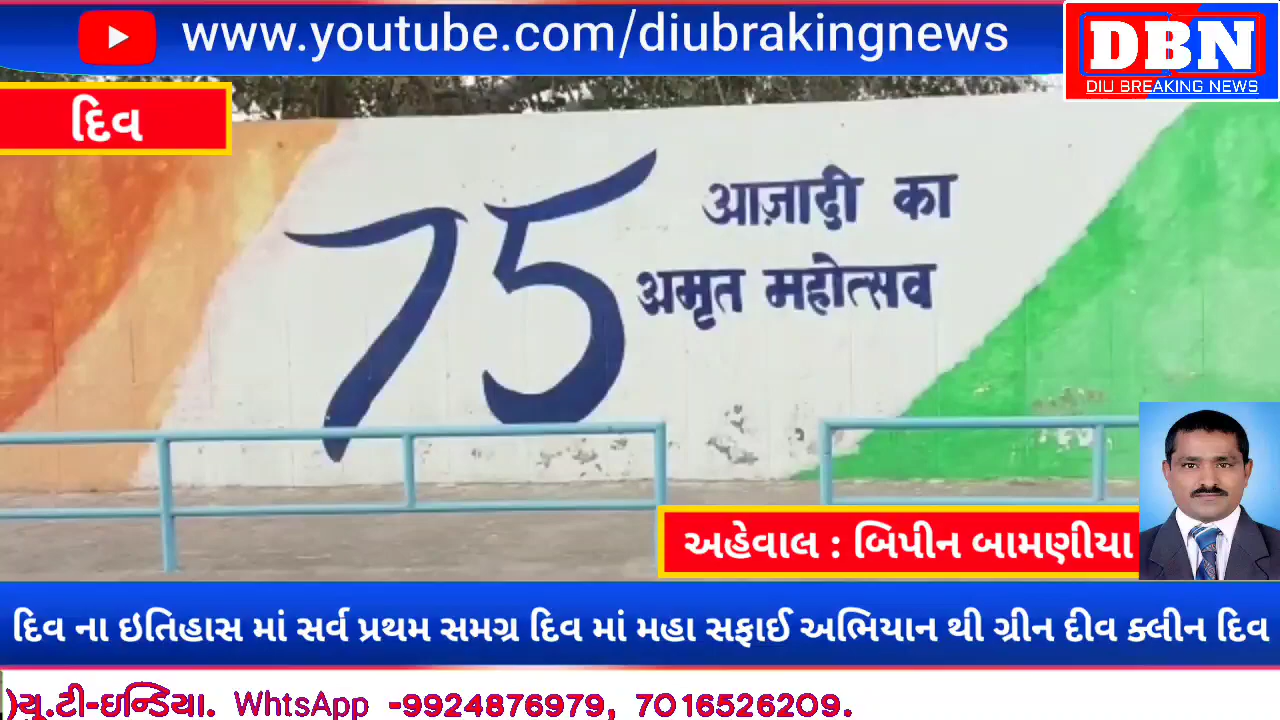 www.youtube.com/diubrakingnews
DBN
DIU BREAKING NEWS
દિવ
75
आज़ादी का
अमृत महोत्सव
અહેવાલ : બિપીન બામણીયા
દિવ ના ઇતિહાસ માં સર્વ પ્રથમ સમગ્ર દિવ માં મહા સફાઈ અભિયાન થી ગ્રીન દીવ ક્લીન દિવ
)યુ.ટી-ઇન્ડિયા. WhtsApp -9924876979, 7016526209.